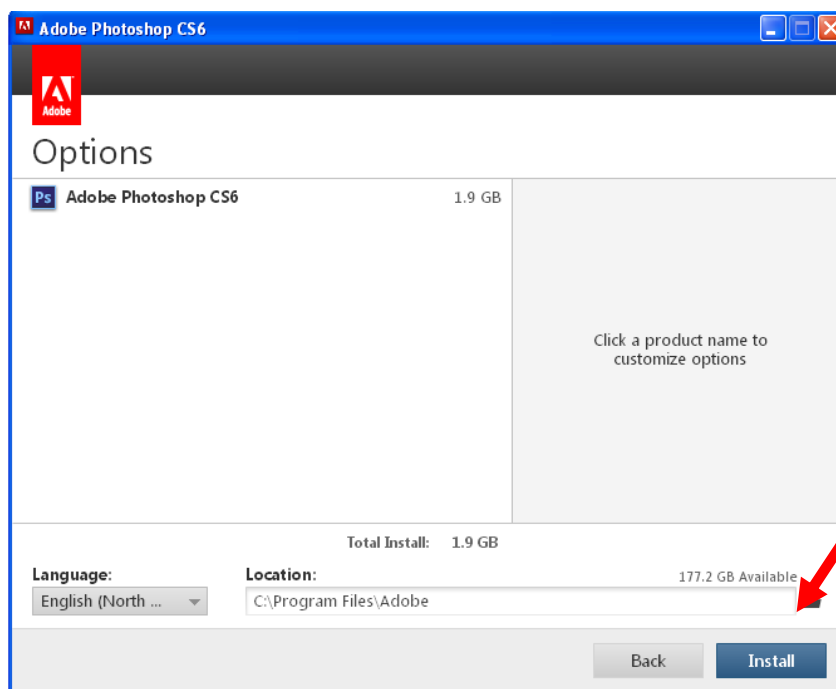 Adobe Photoshop CS6
Adobe
Options
Ps Adobe Photoshop CS6 1.9 GB
Click a product name to
customize options
Total Install: 1.9 GB
Language: Location: 177.2 GB Available
English (North ... C:\Program Files\Adobe
Back Install